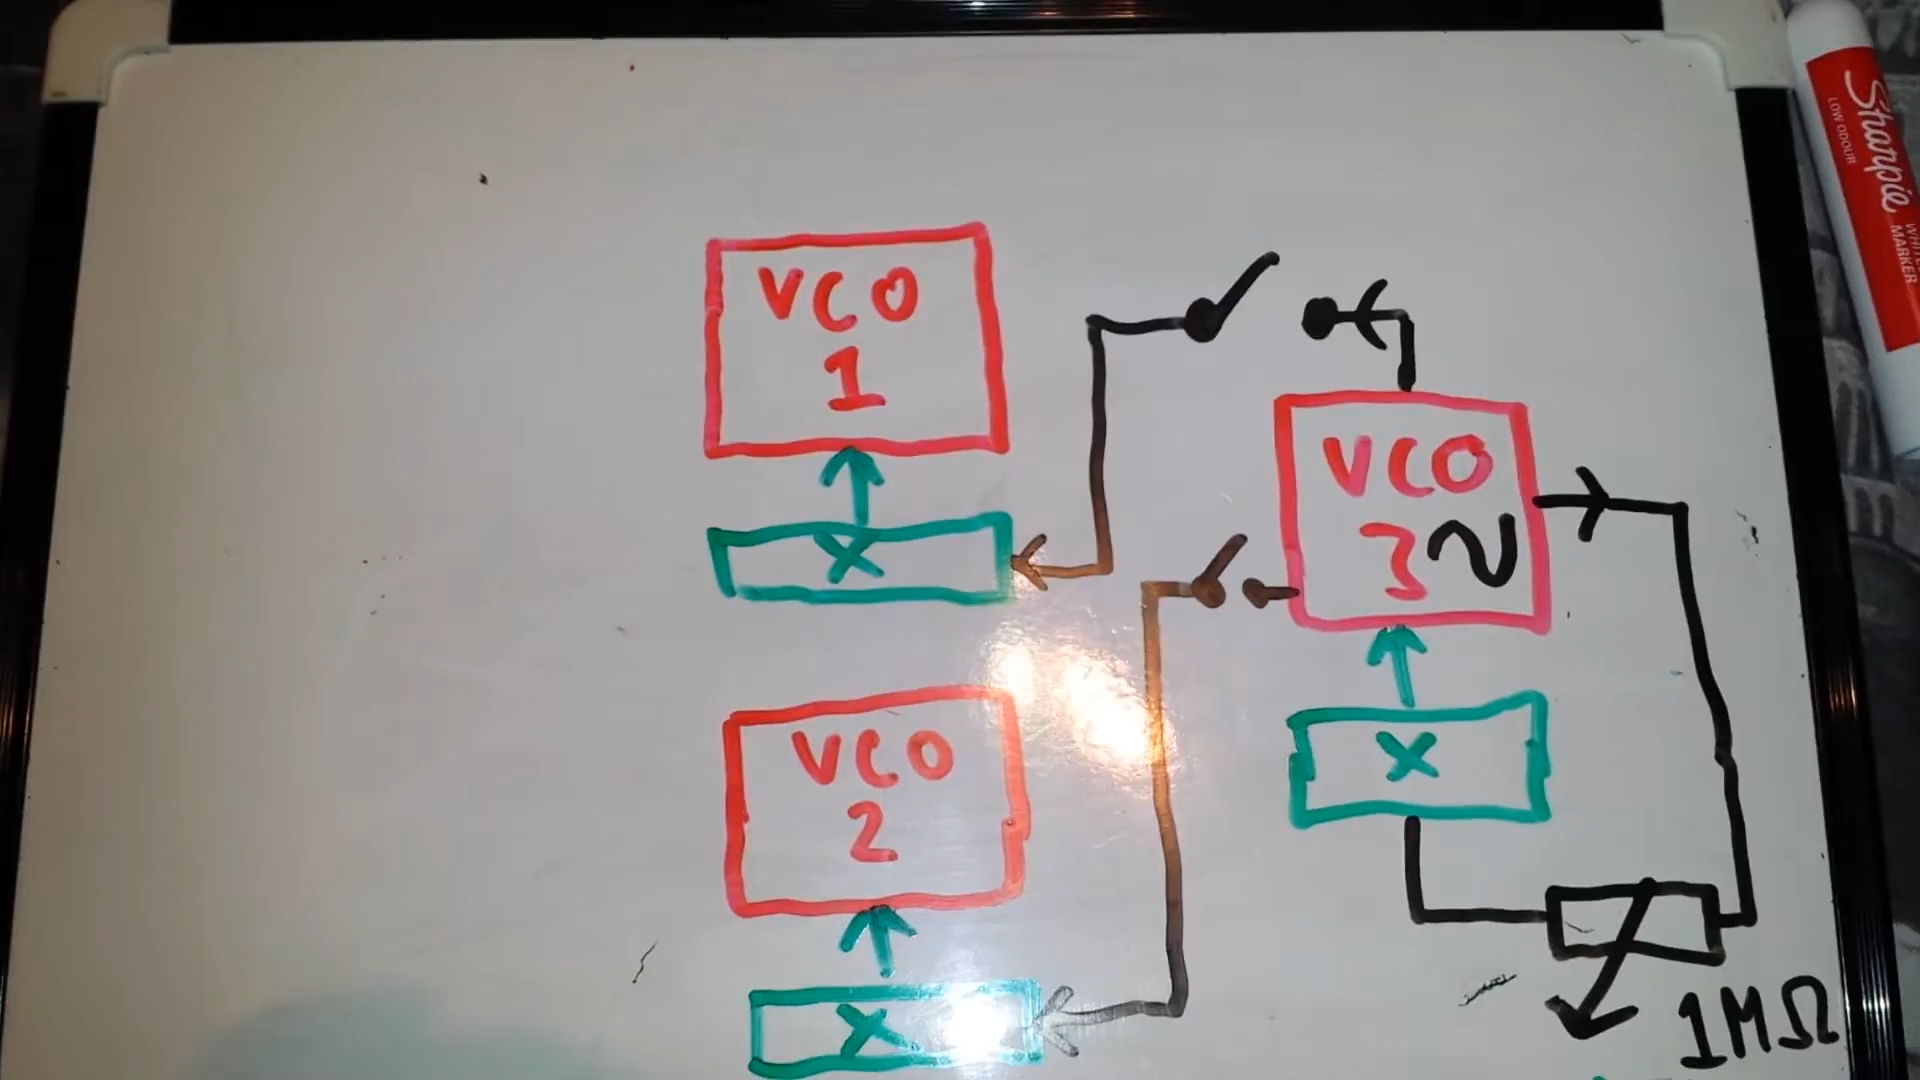 VCO
1
X
VCO
3
X
VCO
2
X
1MΩ
Sharpie
LOW ODOUR
MARKER